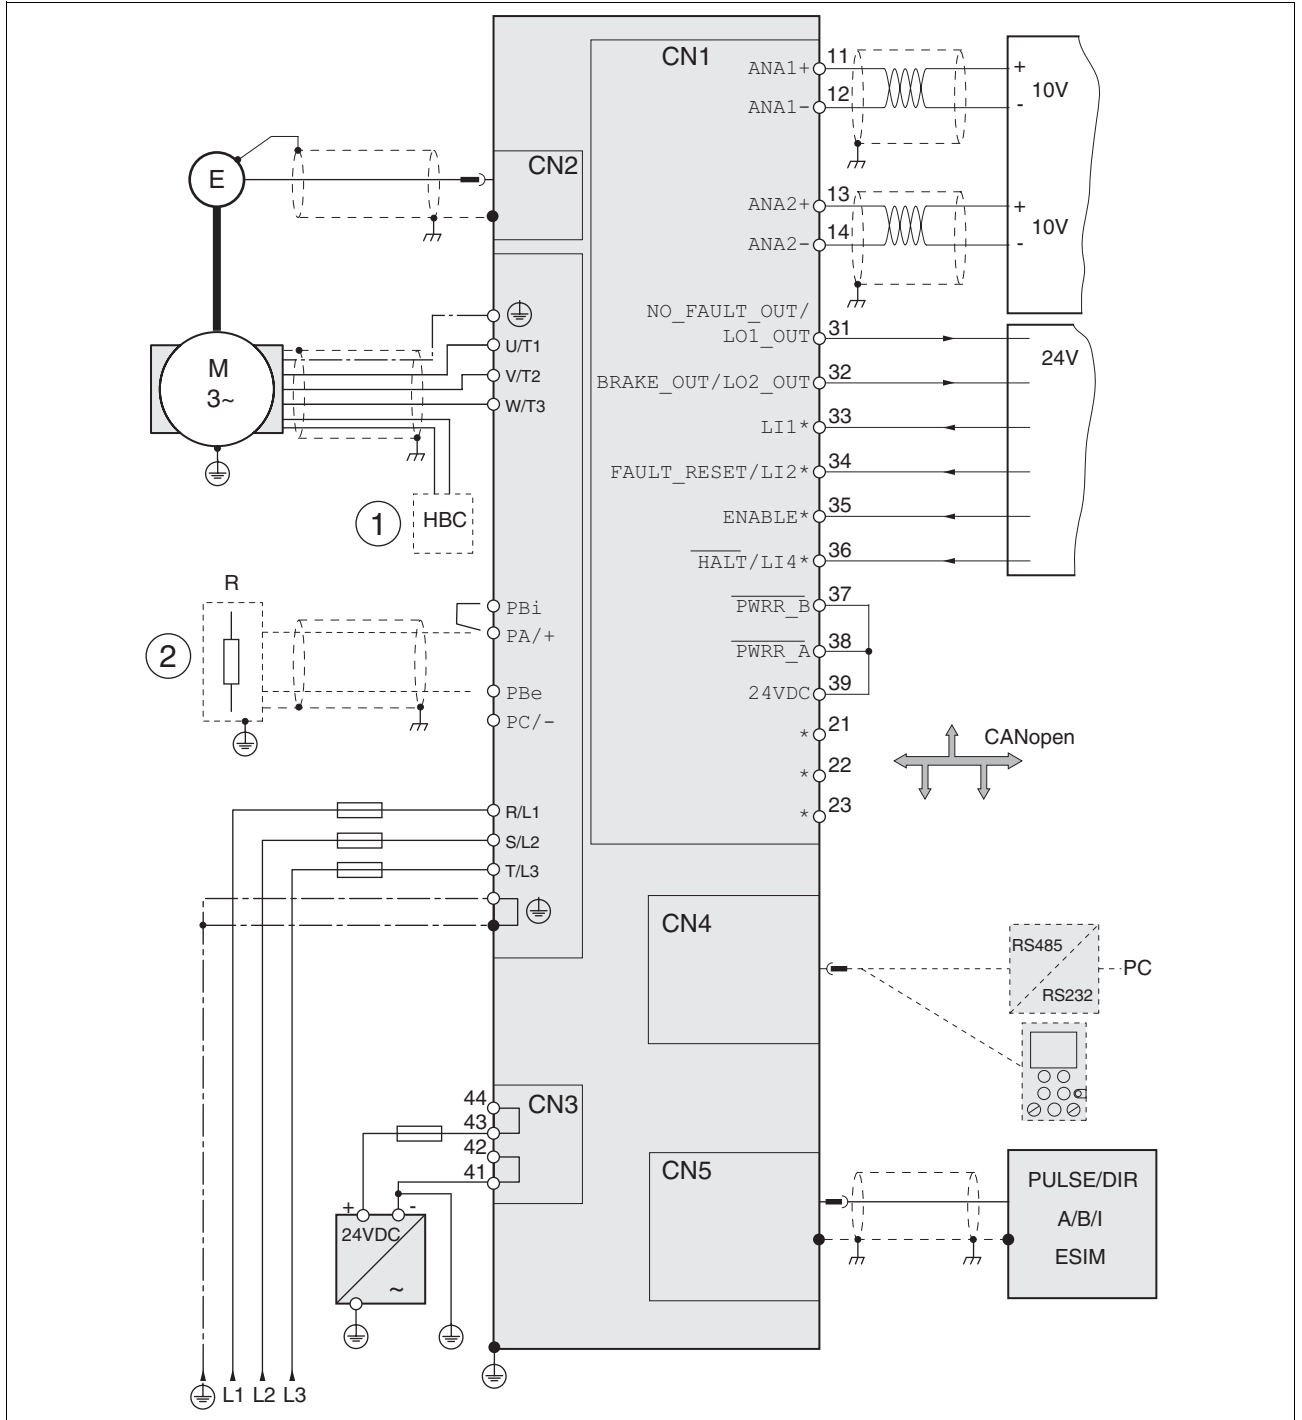 CN1
ANA1+ 11
ANA1- 12
+
10V
-
E
CN2
ANA2+ 13
ANA2- 14
+
10V
-
NO_FAULT_OUT/
LO1_OUT 31
24V
BRAKE_OUT/LO2_OUT 32
LI1* 33
FAULT_RESET/LI2* 34
ENABLE* 35
HALT/LI4* 36
PWRR_B 37
PWRR_A 38
24VDC 39
* 21
* 22
* 23
CANopen
M
3~
U/T1
V/T2
W/T3
1
HBC
R
2
PBi
PA/+
PBe
PC/-
R/L1
S/L2
T/L3
CN4
RS485
RS232
PC
44
43
42
41
CN3
+
-
24VDC
~
CN5
PULSE/DIR
A/B/I
ESIM
L1 L2 L3